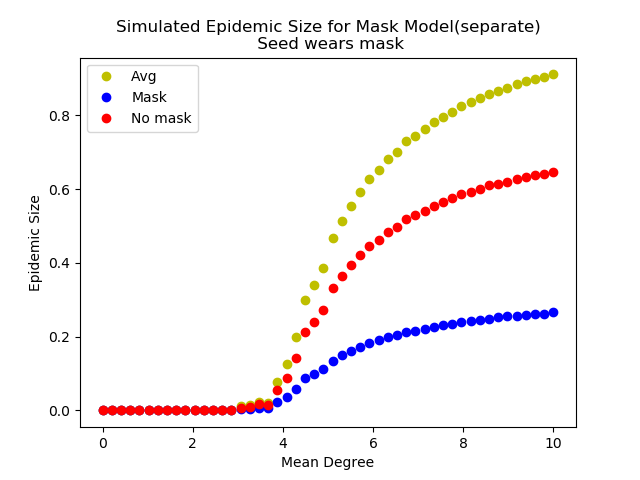 Simulated Epidemic Size for Mask Model(separate)
Seed wears mask
Avg
Mask
No mask
Epidemic Size
0.8
0.6
0.4
0.2
0.0
0 2 4 6 8 10
Mean Degree